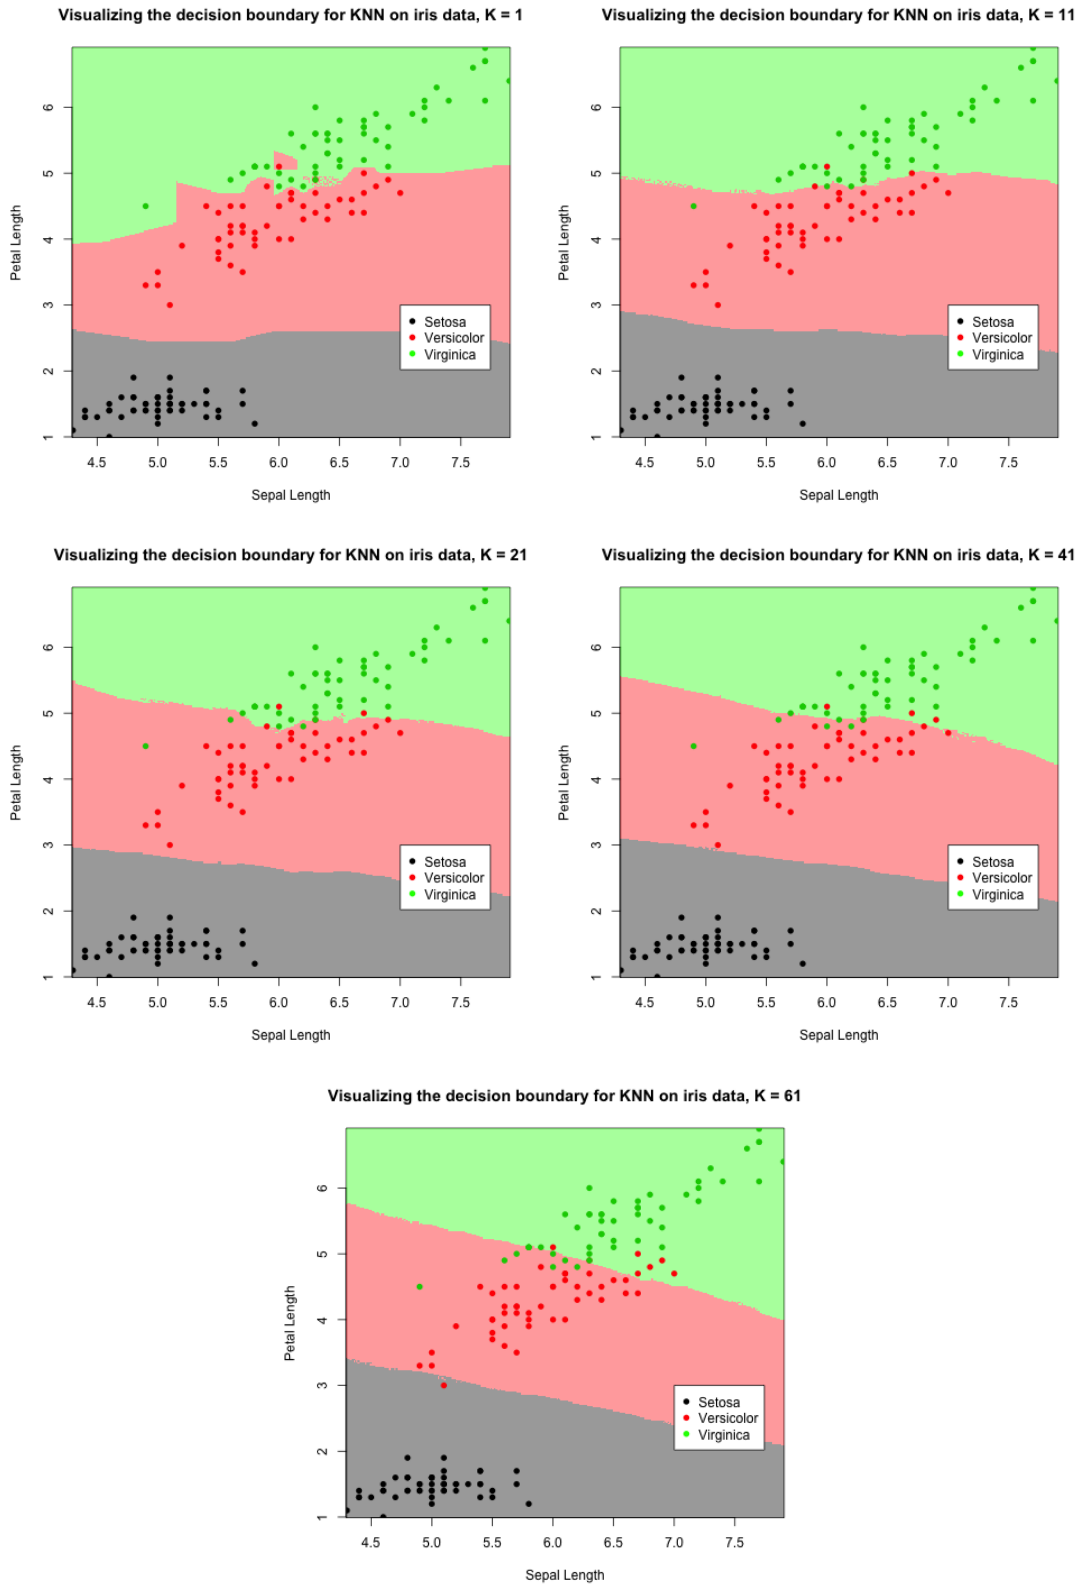 Visualizing the decision boundary for KNN on iris data, K = 1
Petal Length
6
5
4
3
2
1
Setosa
Versicolor
Virginica
4.5 5.0 5.5 6.0 6.5 7.0 7.5
Sepal Length
Visualizing the decision boundary for KNN on iris data, K = 11
Petal Length
6
5
4
3
2
1
Setosa
Versicolor
Virginica
4.5 5.0 5.5 6.0 6.5 7.0 7.5
Sepal Length
Visualizing the decision boundary for KNN on iris data, K = 21
Petal Length
6
5
4
3
2
1
Setosa
Versicolor
Virginica
4.5 5.0 5.5 6.0 6.5 7.0 7.5
Sepal Length
Visualizing the decision boundary for KNN on iris data, K = 41
Petal Length
6
5
4
3
2
1
Setosa
Versicolor
Virginica
4.5 5.0 5.5 6.0 6.5 7.0 7.5
Sepal Length
Visualizing the decision boundary for KNN on iris data, K = 61
Petal Length
6
5
4
3
2
1
Setosa
Versicolor
Virginica
4.5 5.0 5.5 6.0 6.5 7.0 7.5
Sepal Length